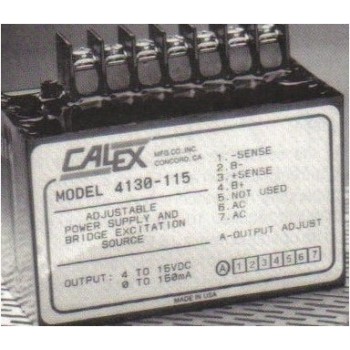 CALEX
MFG.CO. INC.
CONCORD, CA
MODEL 4130-115
ADJUSTABLE
POWER SUPPLY AND
BRIDGE EXCITATION
SOURCE
OUTPUT: 4 TO 15VDC
0 TO 150mA
1. -SENSE
2. B-
3. +SENSE
4. B+
5. NOT USED
6. AC
7. AC
A-OUTPUT ADJUST
A 1 2 3 4 5 6 7
MADE IN USA